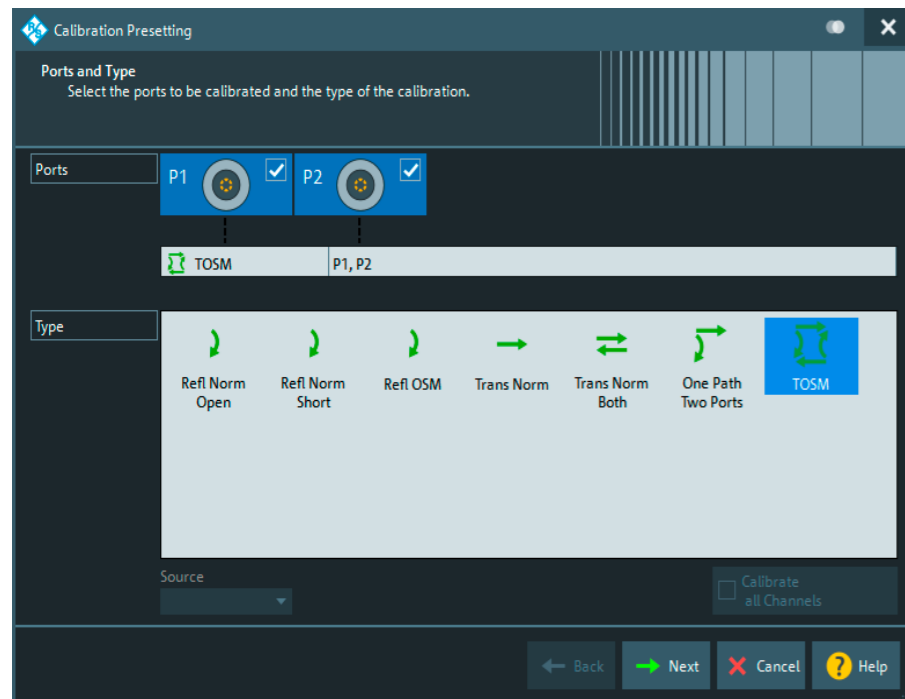 Calibration Presetting
Ports and Type
Select the ports to be calibrated and the type of the calibration.
Ports
P1
P2
TOSM
P1, P2
Type
Refl Norm
Open
Refl Norm
Short
Refl OSM
Trans Norm
Trans Norm
Both
One Path
Two Ports
TOSM
Source
Calibrate
all Channels
Back
Next
Cancel
? Help